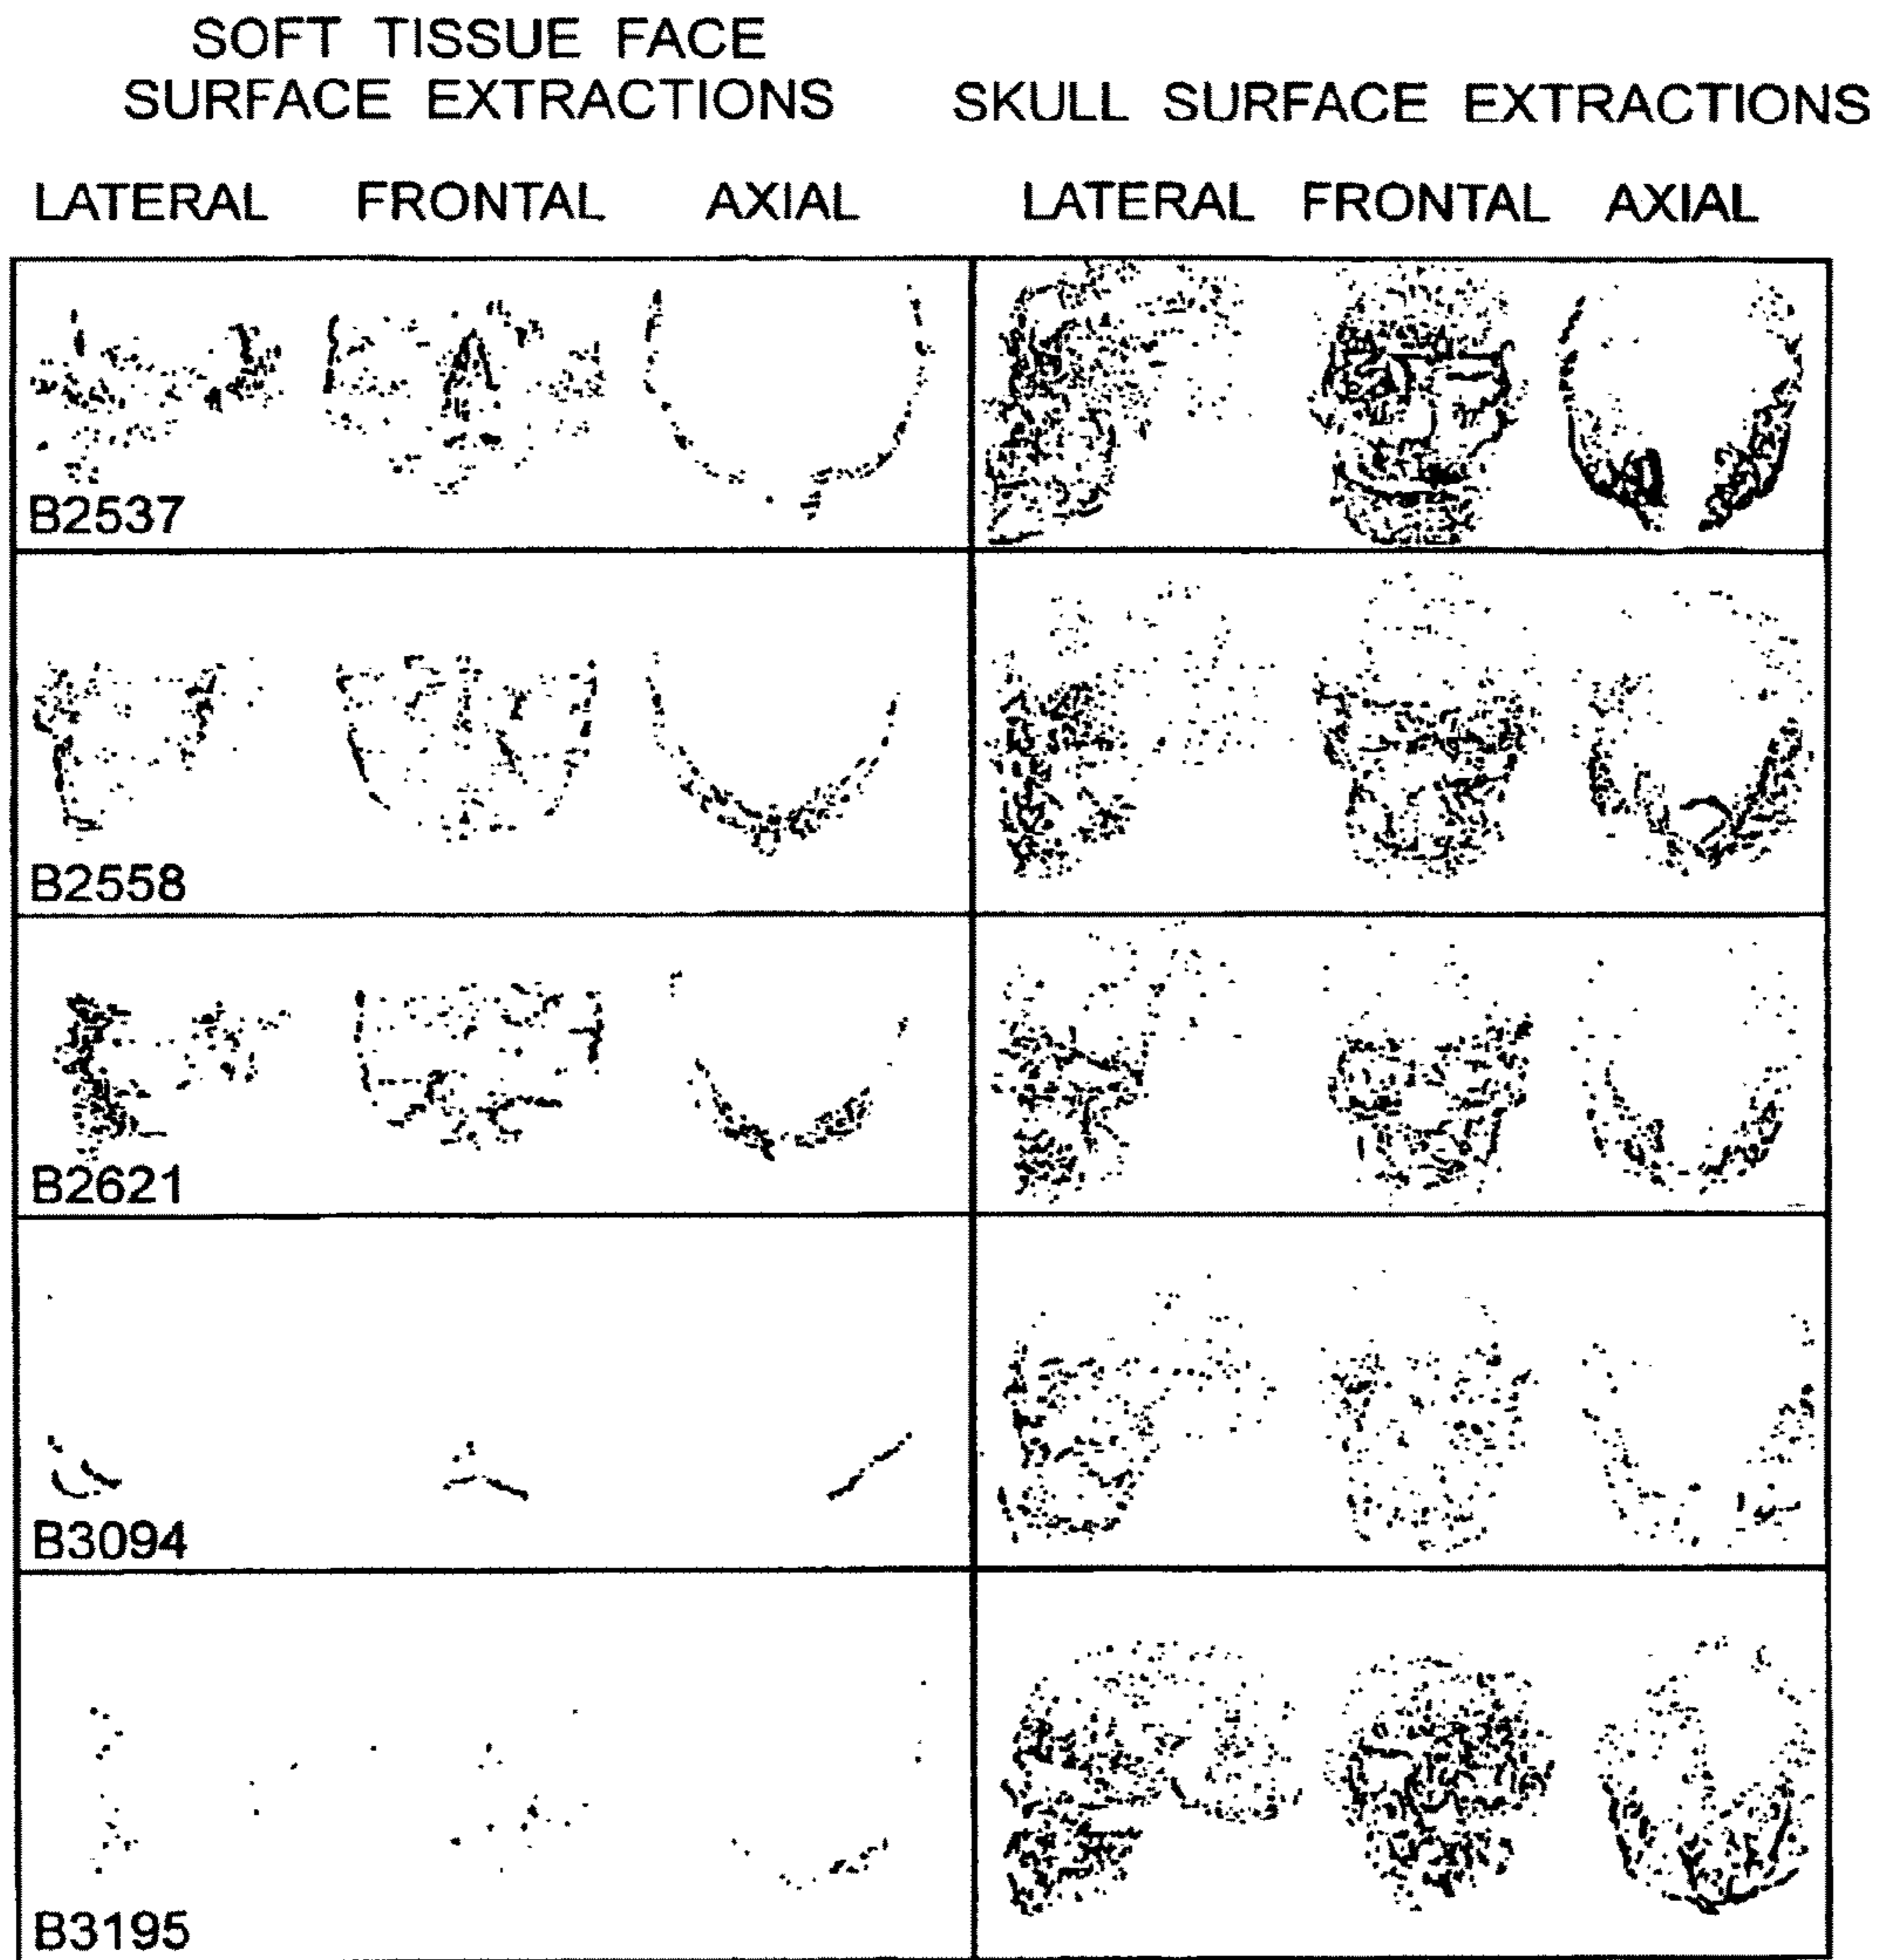 SOFT TISSUE FACE
SURFACE EXTRACTIONS
SKULL SURFACE EXTRACTIONS
LATERAL FRONTAL AXIAL LATERAL FRONTAL AXIAL
B2537
B2558
B2621
B3094
B3195